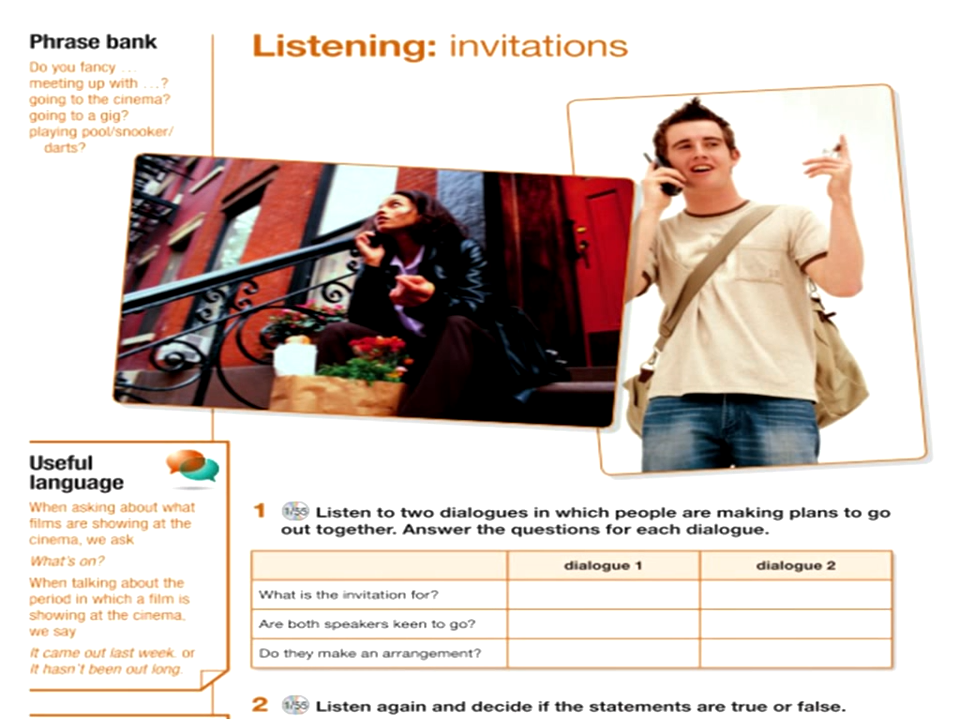 Phrase bank
Do you fancy ...
meeting up with ...?
going to the cinema?
going to a gig?
playing pool/snooker/
darts?
Listening: invitations
Useful
language
When asking about what
films are showing at the
cinema, we ask
What's on?
When talking about the
period in which a film is
showing at the cinema,
we say
It came out last week. or
It hasn't been out long.
1 1/55 Listen to two dialogues in which people are making plans to go
out together. Answer the questions for each dialogue.
dialogue 1 dialogue 2
What is the invitation for?
Are both speakers keen to go?
Do they make an arrangement?
2 1/55 Listen again and decide if the statements are true or false.